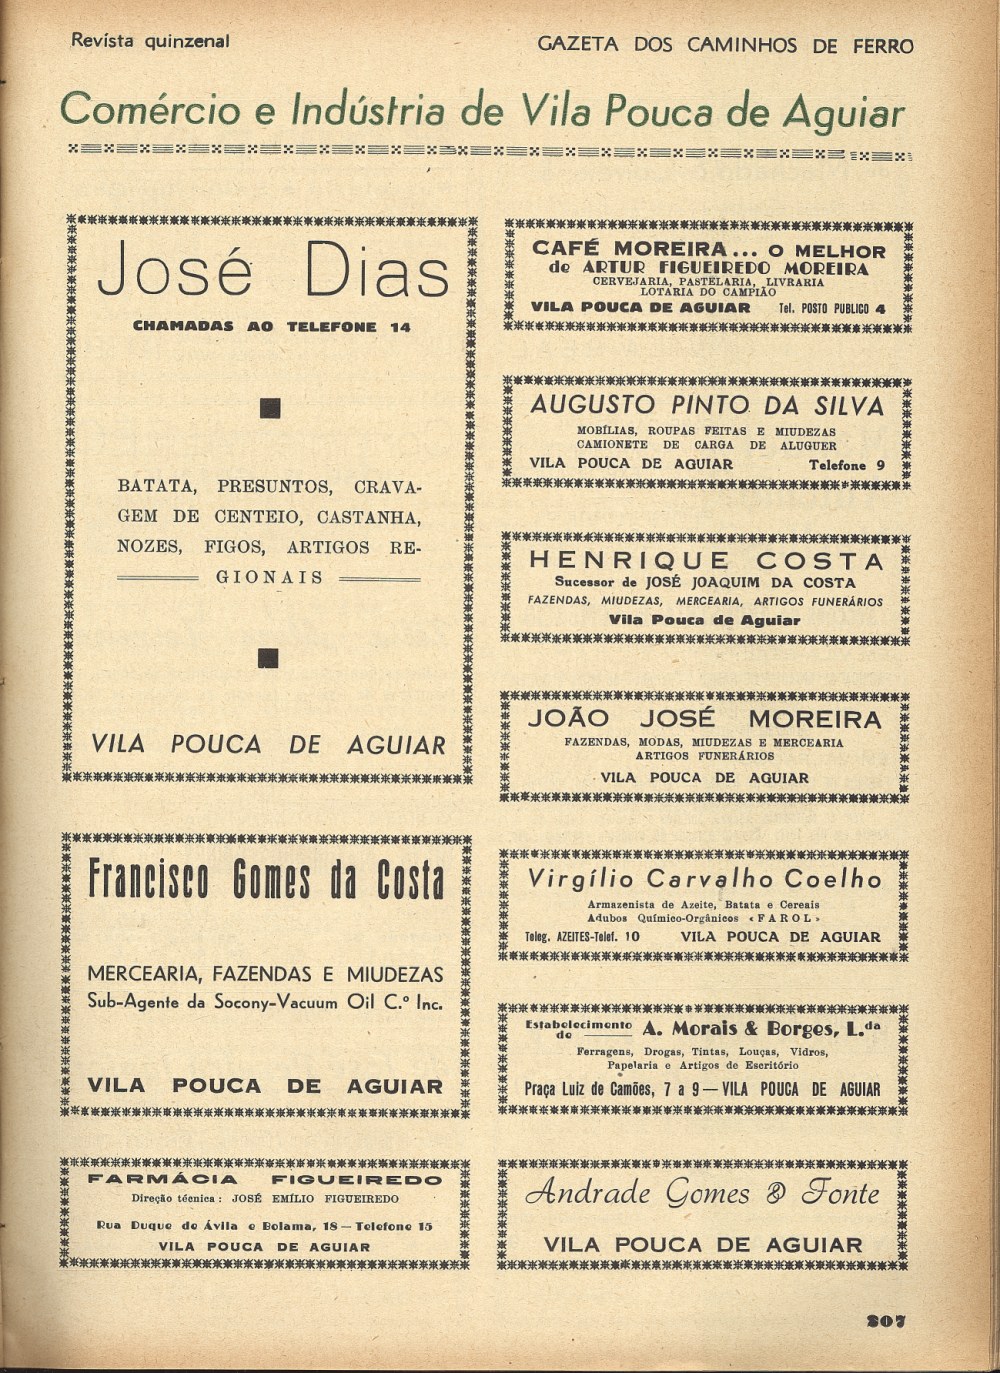 Revista quinzenal
GAZETA DOS CAMINHOS DE FERRO
Comércio e Indústria de Vila Pouca de Aguiar
José Dias
CHAMADAS AO TELEFONE 14
BATATA, PRESUNTOS, CRAVA-
GEM DE CENTEIO, CASTANHA,
NOZES, FIGOS, ARTIGOS RE-
GIONAIS
VILA POUCA DE AGUIAR
Francisco Gomes da Costa
MERCEARIA, FAZENDAS E MIUDEZAS
Sub-Agente da Socony-Vacuum Oil C.º Inc.
VILA POUCA DE AGUIAR
FARMÁCIA FIGUEIREDO
Direção técnica: JOSÉ EMÍLIO FIGUEIREDO
Rua Duque de Ávila e Bolama, 18 — Telefone 15
VILA POUCA DE AGUIAR
CAFÉ MOREIRA... O MELHOR
de ARTUR FIGUEIREDO MOREIRA
CERVEJARIA, PASTELARIA, LIVRARIA
LOTARIA DO CAMPIÃO
VILA POUCA DE AGUIAR Tel. POSTO PUBLICO 4
AUGUSTO PINTO DA SILVA
MOBÍLIAS, ROUPAS FEITAS E MIUDEZAS
CAMIONETE DE CARGA DE ALUGUER
VILA POUCA DE AGUIAR Telefone 9
HENRIQUE COSTA
Sucessor de JOSÉ JOAQUIM DA COSTA
FAZENDAS, MIUDEZAS, MERCEARIA, ARTIGOS FUNERÁRIOS
Vila Pouca de Aguiar
JOÃO JOSÉ MOREIRA
FAZENDAS, MODAS, MIUDEZAS E MERCEARIA
ARTIGOS FUNERÁRIOS
VILA POUCA DE AGUIAR
Virgílio Carvalho Coelho
Armazenista de Azeite, Batata e Cereais
Adubos Químico-Orgânicos «FAROL»
Teleg. AZEITES-Telef. 10 VILA POUCA DE AGUIAR
Estabelecimento de A. Morais & Borges, L.da
Ferragens, Drogas, Tintas, Louças, Vidros,
Papelaria e Artigos de Escritório
Praça Luiz de Camões, 7 a 9 — VILA POUCA DE AGUIAR
Andrade Gomes & Fonte
VILA POUCA DE AGUIAR
207